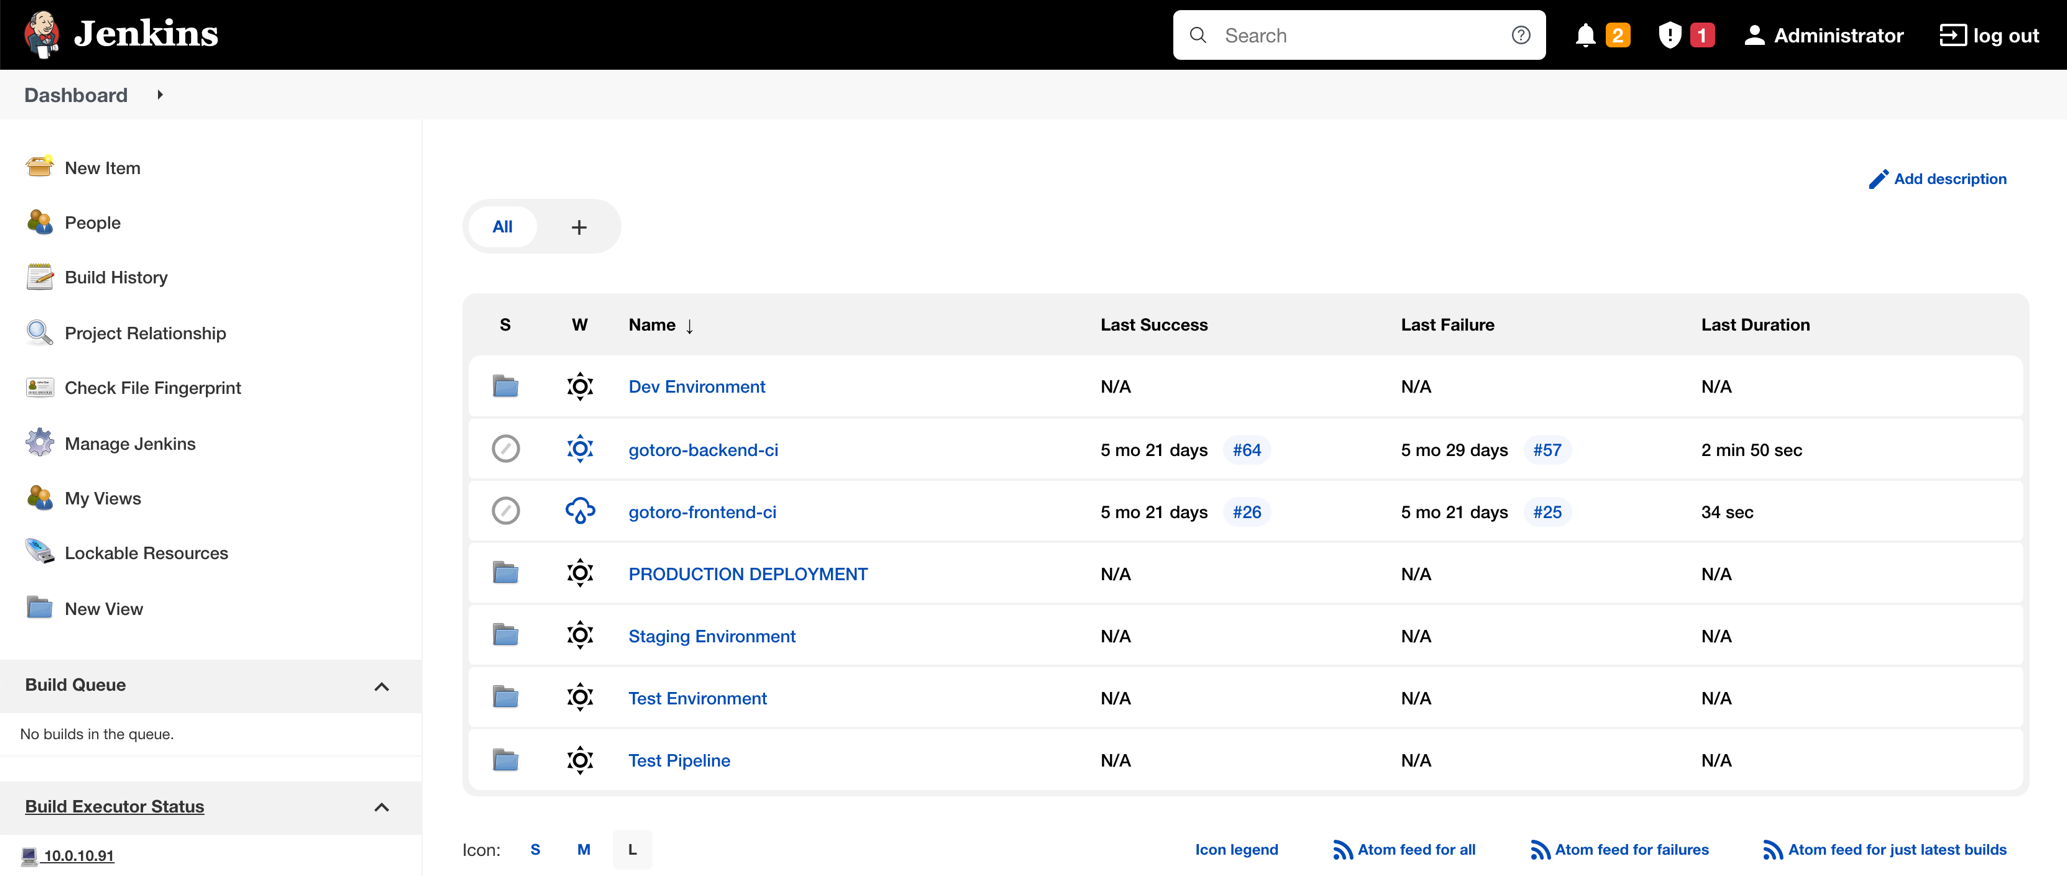 Jenkins
Search
2
1
Administrator
log out
Dashboard
New Item
People
Build History
Project Relationship
Check File Fingerprint
Manage Jenkins
My Views
Lockable Resources
New View
Build Queue
No builds in the queue.
Build Executor Status
10.0.10.91
Add description
All +
S W Name ↓ Last Success Last Failure Last Duration
Dev Environment N/A N/A N/A
gotoro-backend-ci 5 mo 21 days #64 5 mo 29 days #57 2 min 50 sec
gotoro-frontend-ci 5 mo 21 days #26 5 mo 21 days #25 34 sec
PRODUCTION DEPLOYMENT N/A N/A N/A
Staging Environment N/A N/A N/A
Test Environment N/A N/A N/A
Test Pipeline N/A N/A N/A
Icon: S M L
Icon legend Atom feed for all Atom feed for failures Atom feed for just latest builds